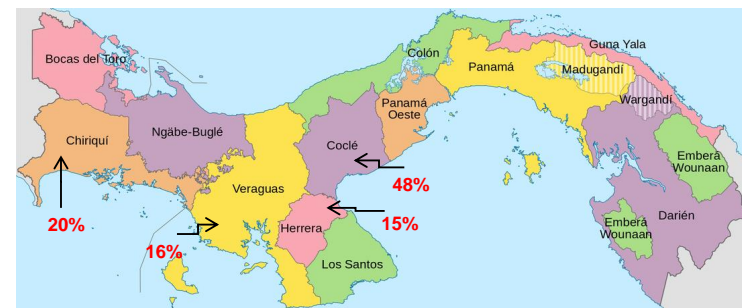 Guna Yala
Colón
Bocas del Toro
Panamá
Madugandí
Wargandí
Panamá
Oeste
Chiriquí
Ngäbe-Buglé
Coclé
Emberá
Wounaan
Veraguas
48%
20%
15%
Emberá
Wounaan
Darién
Herrera
16%
Los Santos